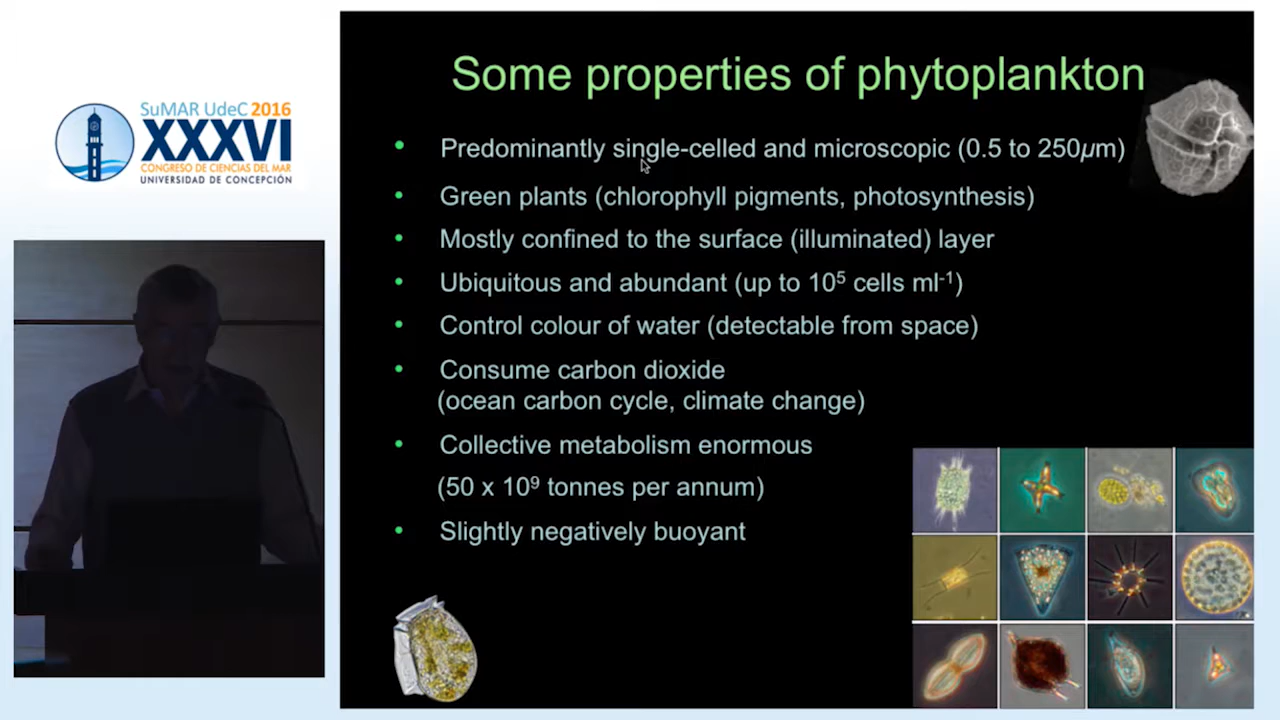 SuMAR UdeC 2016
XXXVI
CONGRESO DE CIENCIAS DEL MAR
UNIVERSIDAD DE CONCEPCIÓN
Some properties of phytoplankton
• Predominantly single-celled and microscopic (0.5 to 250µm)
• Green plants (chlorophyll pigments, photosynthesis)
• Mostly confined to the surface (illuminated) layer
• Ubiquitous and abundant (up to 10⁵ cells ml⁻¹)
• Control colour of water (detectable from space)
• Consume carbon dioxide
(ocean carbon cycle, climate change)
• Collective metabolism enormous
(50 x 10⁹ tonnes per annum)
• Slightly negatively buoyant